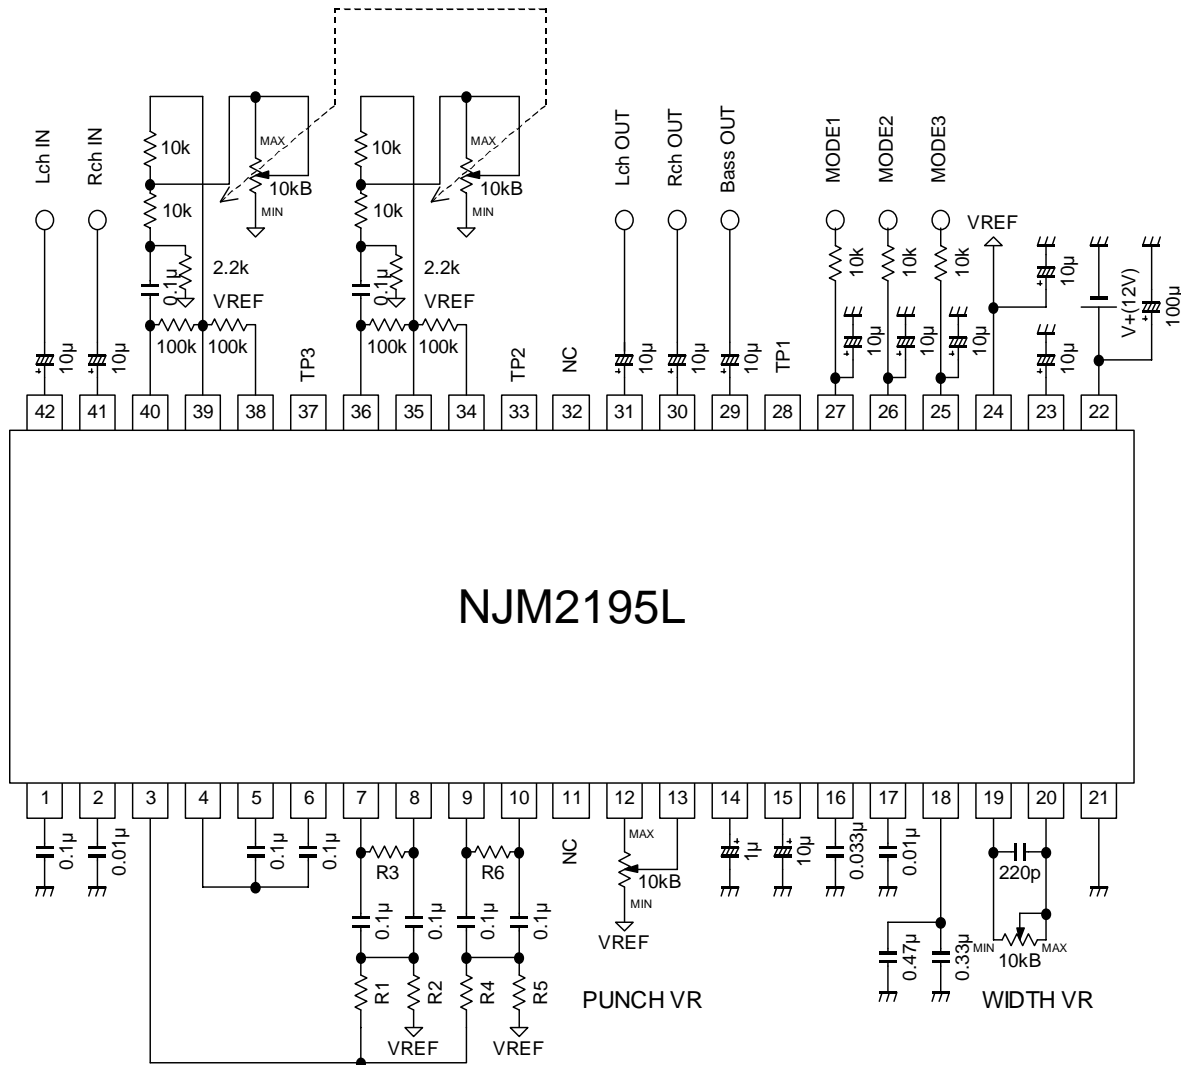 Lch IN
Rch IN
10k
10k
0.1µ
2.2k
VREF
100k
100k
MAX
10kB
MIN
10µ
10µ
TP3
10k
10k
0.1µ
2.2k
VREF
100k
100k
MAX
10kB
MIN
TP2
NC
Lch OUT
Rch OUT
Bass OUT
10µ
10µ
10µ
TP1
MODE1
MODE2
MODE3
10k
10k
10k
10µ
10µ
10µ
VREF
10µ
10µ
V+(12V)
100µ
42
41
40
39
38
37
36
35
34
33
32
31
30
29
28
27
26
25
24
23
22
NJM2195L
1
2
3
4
5
6
7
8
9
10
11
12
13
14
15
16
17
18
19
20
21
0.1µ
0.01µ
0.1µ
0.1µ
R3
R6
0.1µ
0.1µ
0.1µ
0.1µ
R1
R2
R4
R5
VREF
VREF
NC
MAX
10kB
MIN
VREF
PUNCH VR
1µ
10µ
0.033µ
0.01µ
0.47µ
0.33µ
220p
MIN
MAX
10kB
WIDTH VR